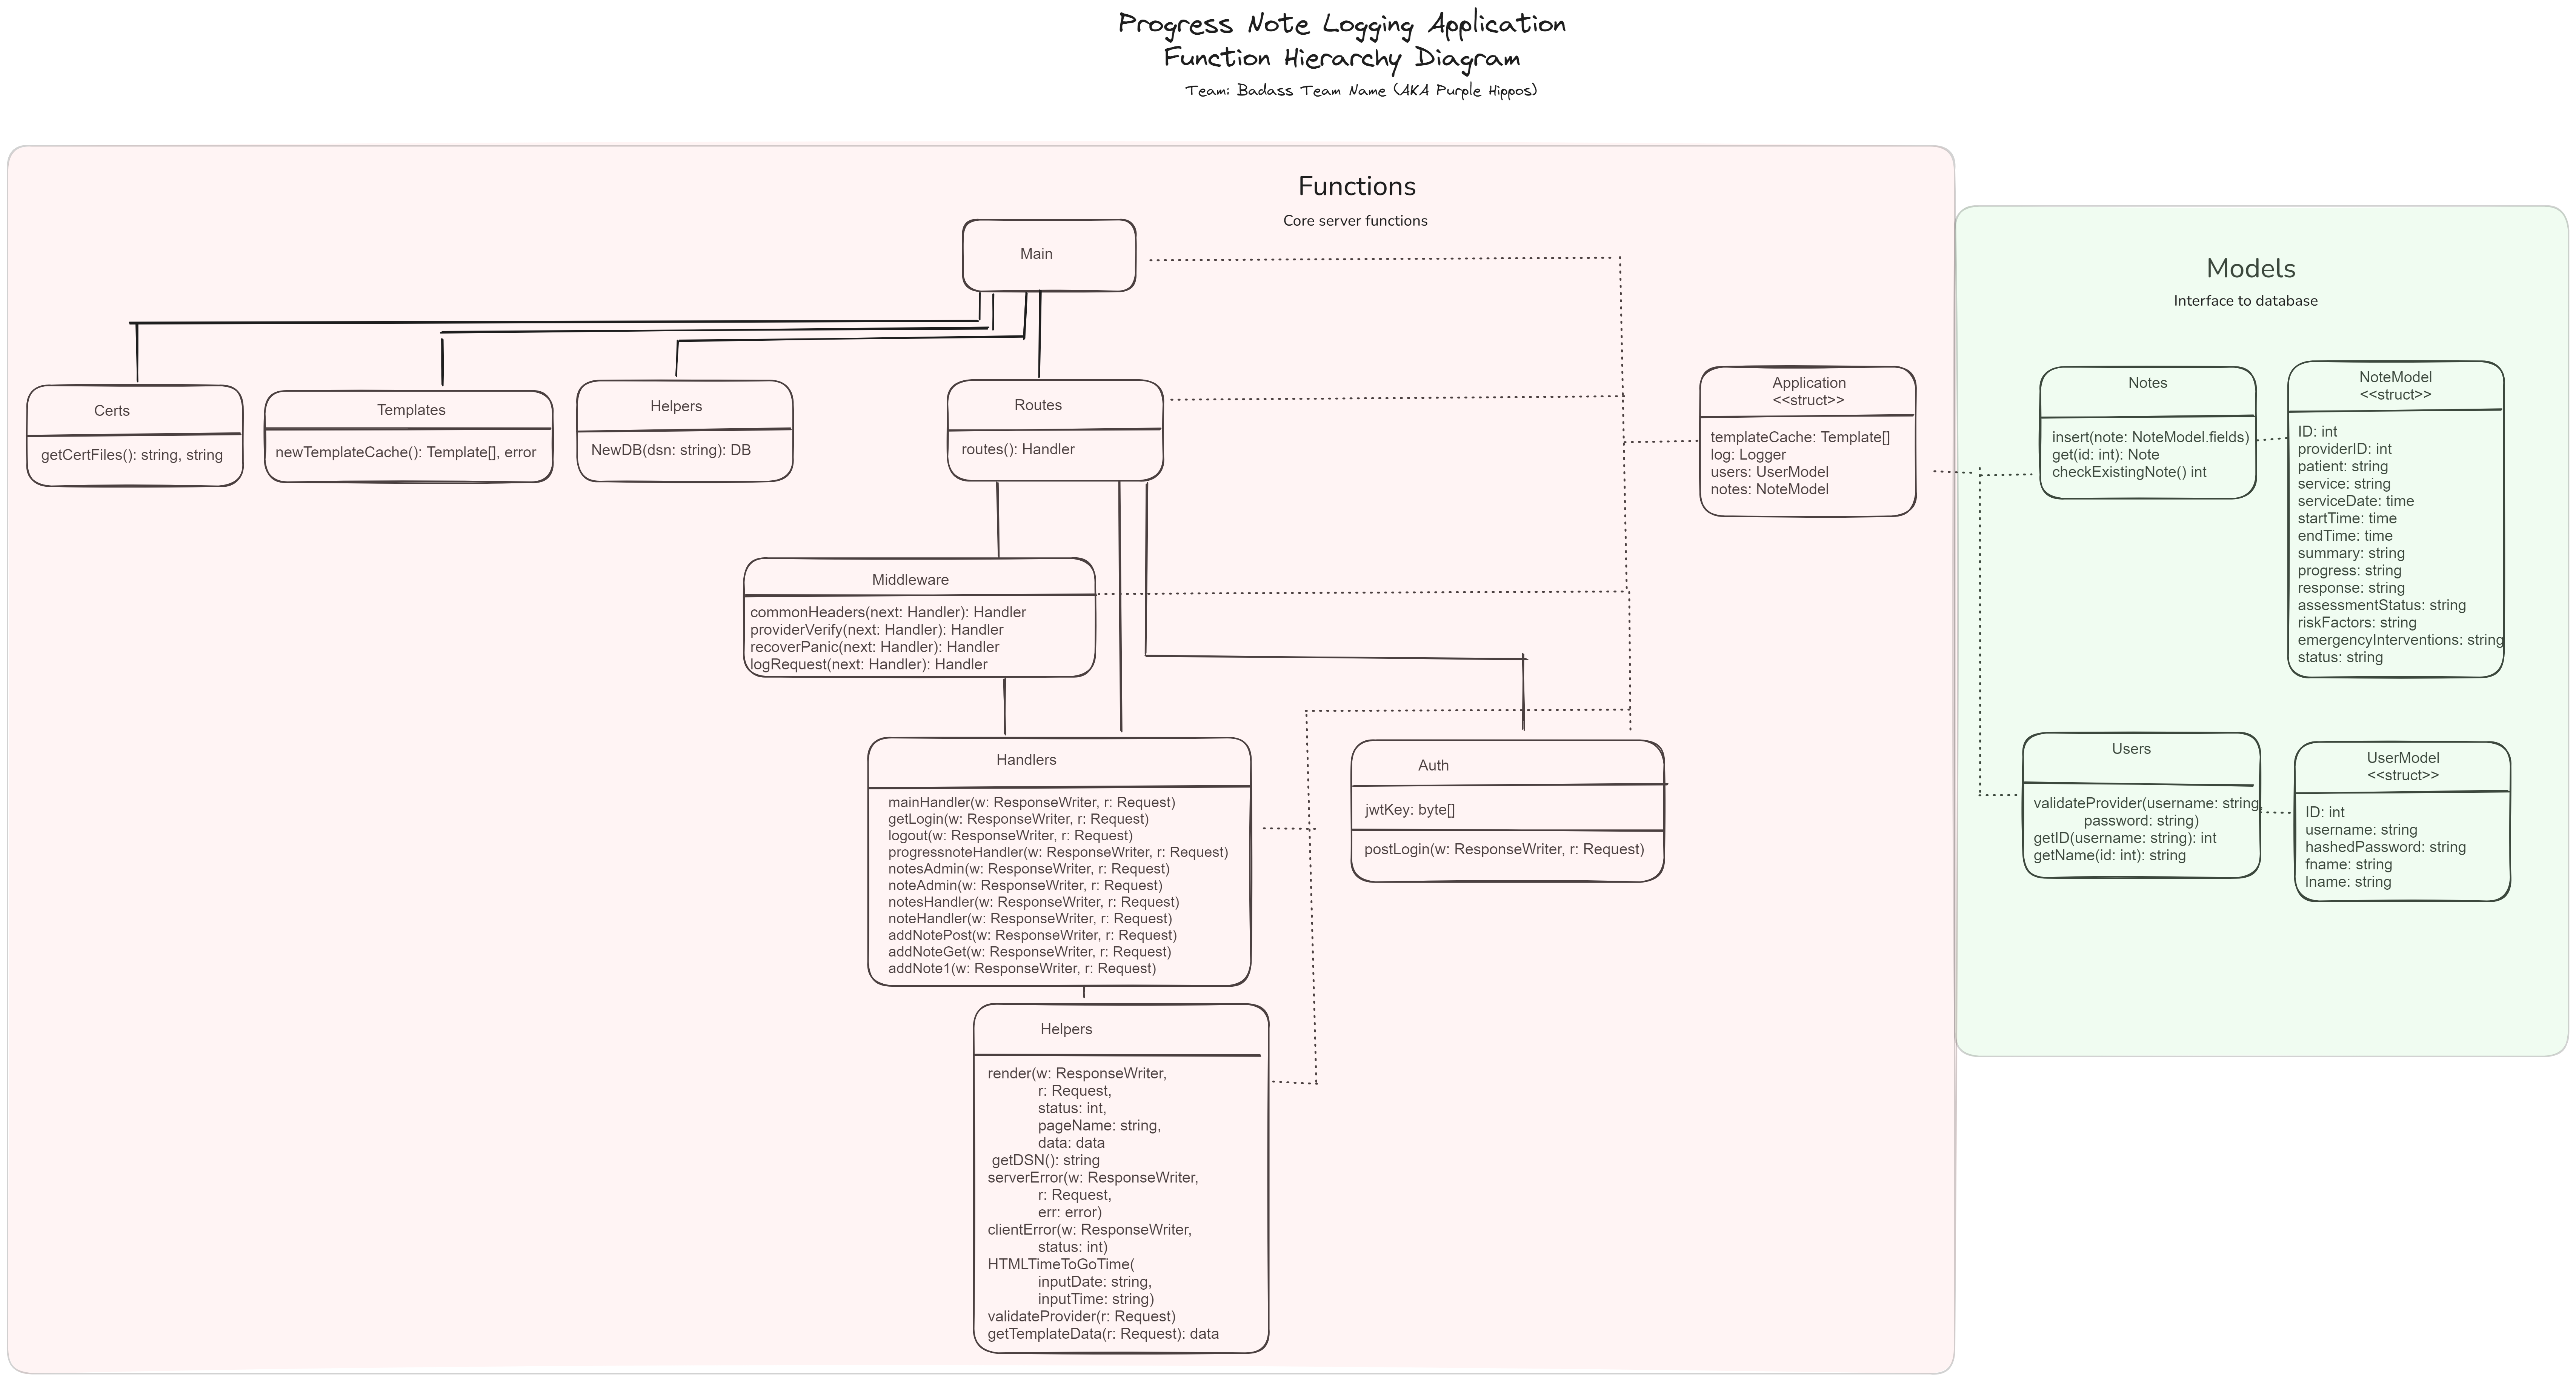 Progress Note Logging Application
Function Hierarchy Diagram
Team: Badass Team Name (AKA Purple Hippos)
Functions
Core server functions
Main
Certs
getCertFiles(): string, string
Templates
newTemplateCache(): Template[], error
Helpers
NewDB(dsn: string): DB
Routes
routes(): Handler
Application
<<struct>>
templateCache: Template[]
log: Logger
users: UserModel
notes: NoteModel
Middleware
commonHeaders(next: Handler): Handler
providerVerify(next: Handler): Handler
recoverPanic(next: Handler): Handler
logRequest(next: Handler): Handler
Handlers
mainHandler(w: ResponseWriter, r: Request)
getLogin(w: ResponseWriter, r: Request)
logout(w: ResponseWriter, r: Request)
progressnoteHandler(w: ResponseWriter, r: Request)
notesAdmin(w: ResponseWriter, r: Request)
noteAdmin(w: ResponseWriter, r: Request)
notesHandler(w: ResponseWriter, r: Request)
noteHandler(w: ResponseWriter, r: Request)
addNotePost(w: ResponseWriter, r: Request)
addNoteGet(w: ResponseWriter, r: Request)
addNote1(w: ResponseWriter, r: Request)
Auth
jwtKey: byte[]
postLogin(w: ResponseWriter, r: Request)
Helpers
render(w: ResponseWriter,
r: Request,
status: int,
pageName: string,
data: data
getDSN(): string
serverError(w: ResponseWriter,
r: Request,
err: error)
clientError(w: ResponseWriter,
status: int)
HTMLTimeToGoTime(
inputDate: string,
inputTime: string)
validateProvider(r: Request)
getTemplateData(r: Request): data
Models
Interface to database
Notes
insert(note: NoteModel.fields)
get(id: int): Note
checkExistingNote() int
NoteModel
<<struct>>
ID: int
providerID: int
patient: string
service: string
serviceDate: time
startTime: time
endTime: time
summary: string
progress: string
response: string
assessmentStatus: string
riskFactors: string
emergencyInterventions: string
status: string
Users
validateProvider(username: string,
password: string)
getID(username: string): int
getName(id: int): string
UserModel
<<struct>>
ID: int
username: string
hashedPassword: string
fname: string
lname: string